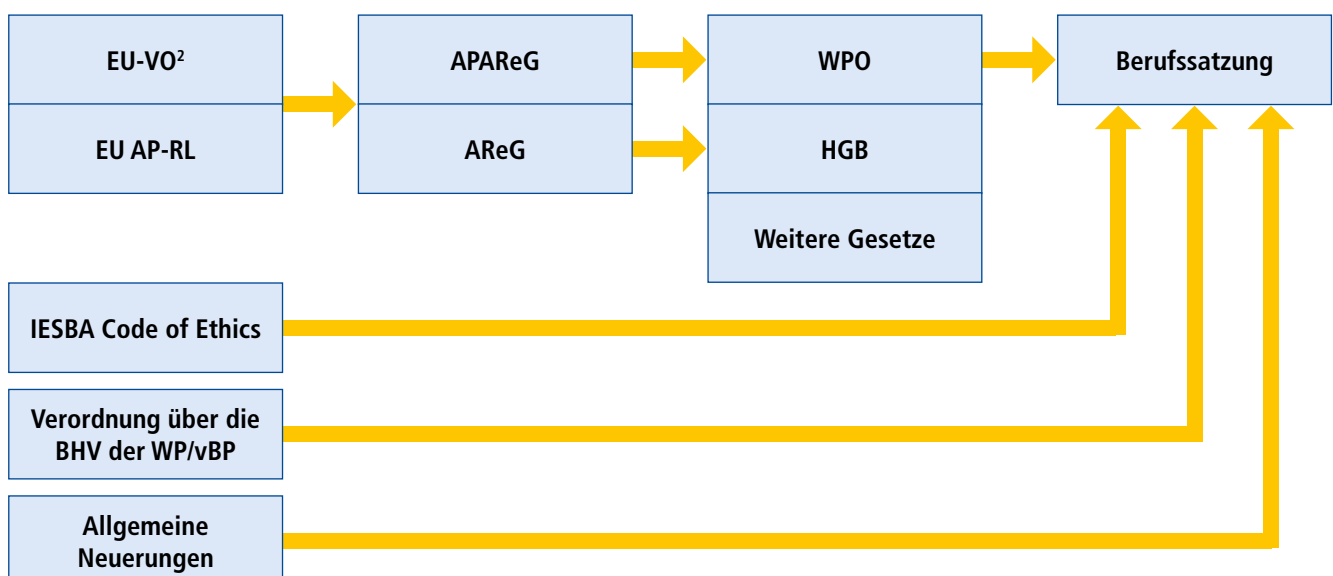 EU-VO²
EU AP-RL
APAReG
AReG
WPO
HGB
Weitere Gesetze
Berufssatzung
IESBA Code of Ethics
Verordnung über die
BHV der WP/vBP
Allgemeine
Neuerungen